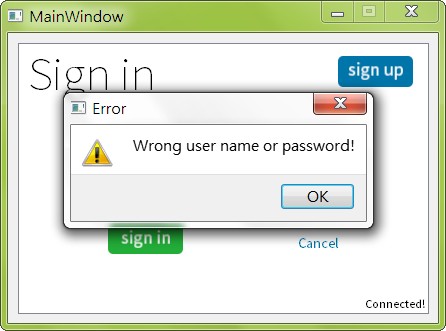 MainWindow
Sign in
sign up
Error
Wrong user name or password!
OK
sign in
Cancel
Connected!